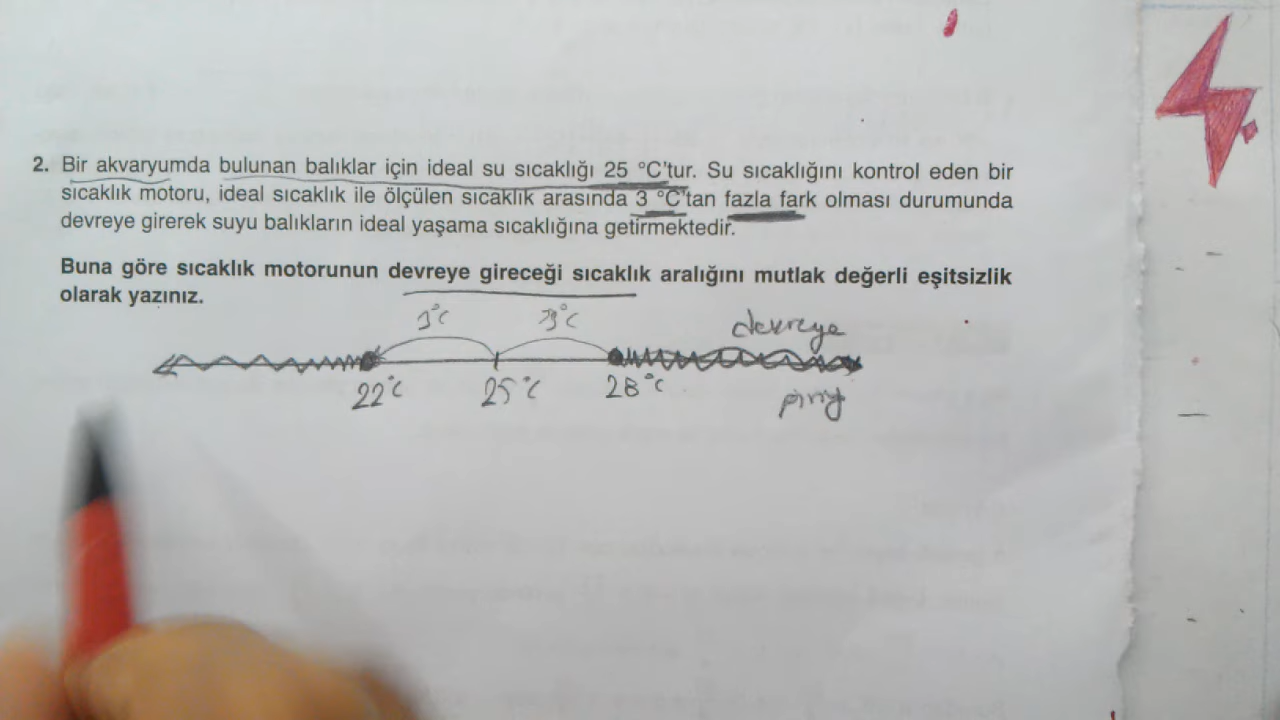 2. Bir akvaryumda bulunan balıklar için ideal su sıcaklığı 25 °C'tur. Su sıcaklığını kontrol eden bir
sıcaklık motoru, ideal sıcaklık ile ölçülen sıcaklık arasında 3 °C'tan fazla fark olması durumunda
devreye girerek suyu balıkların ideal yaşama sıcaklığına getirmektedir.
Buna göre sıcaklık motorunun devreye gireceği sıcaklık aralığını mutlak değerli eşitsizlik
olarak yazınız.
3°C 3°C devreye
22°C 25°C 28°C